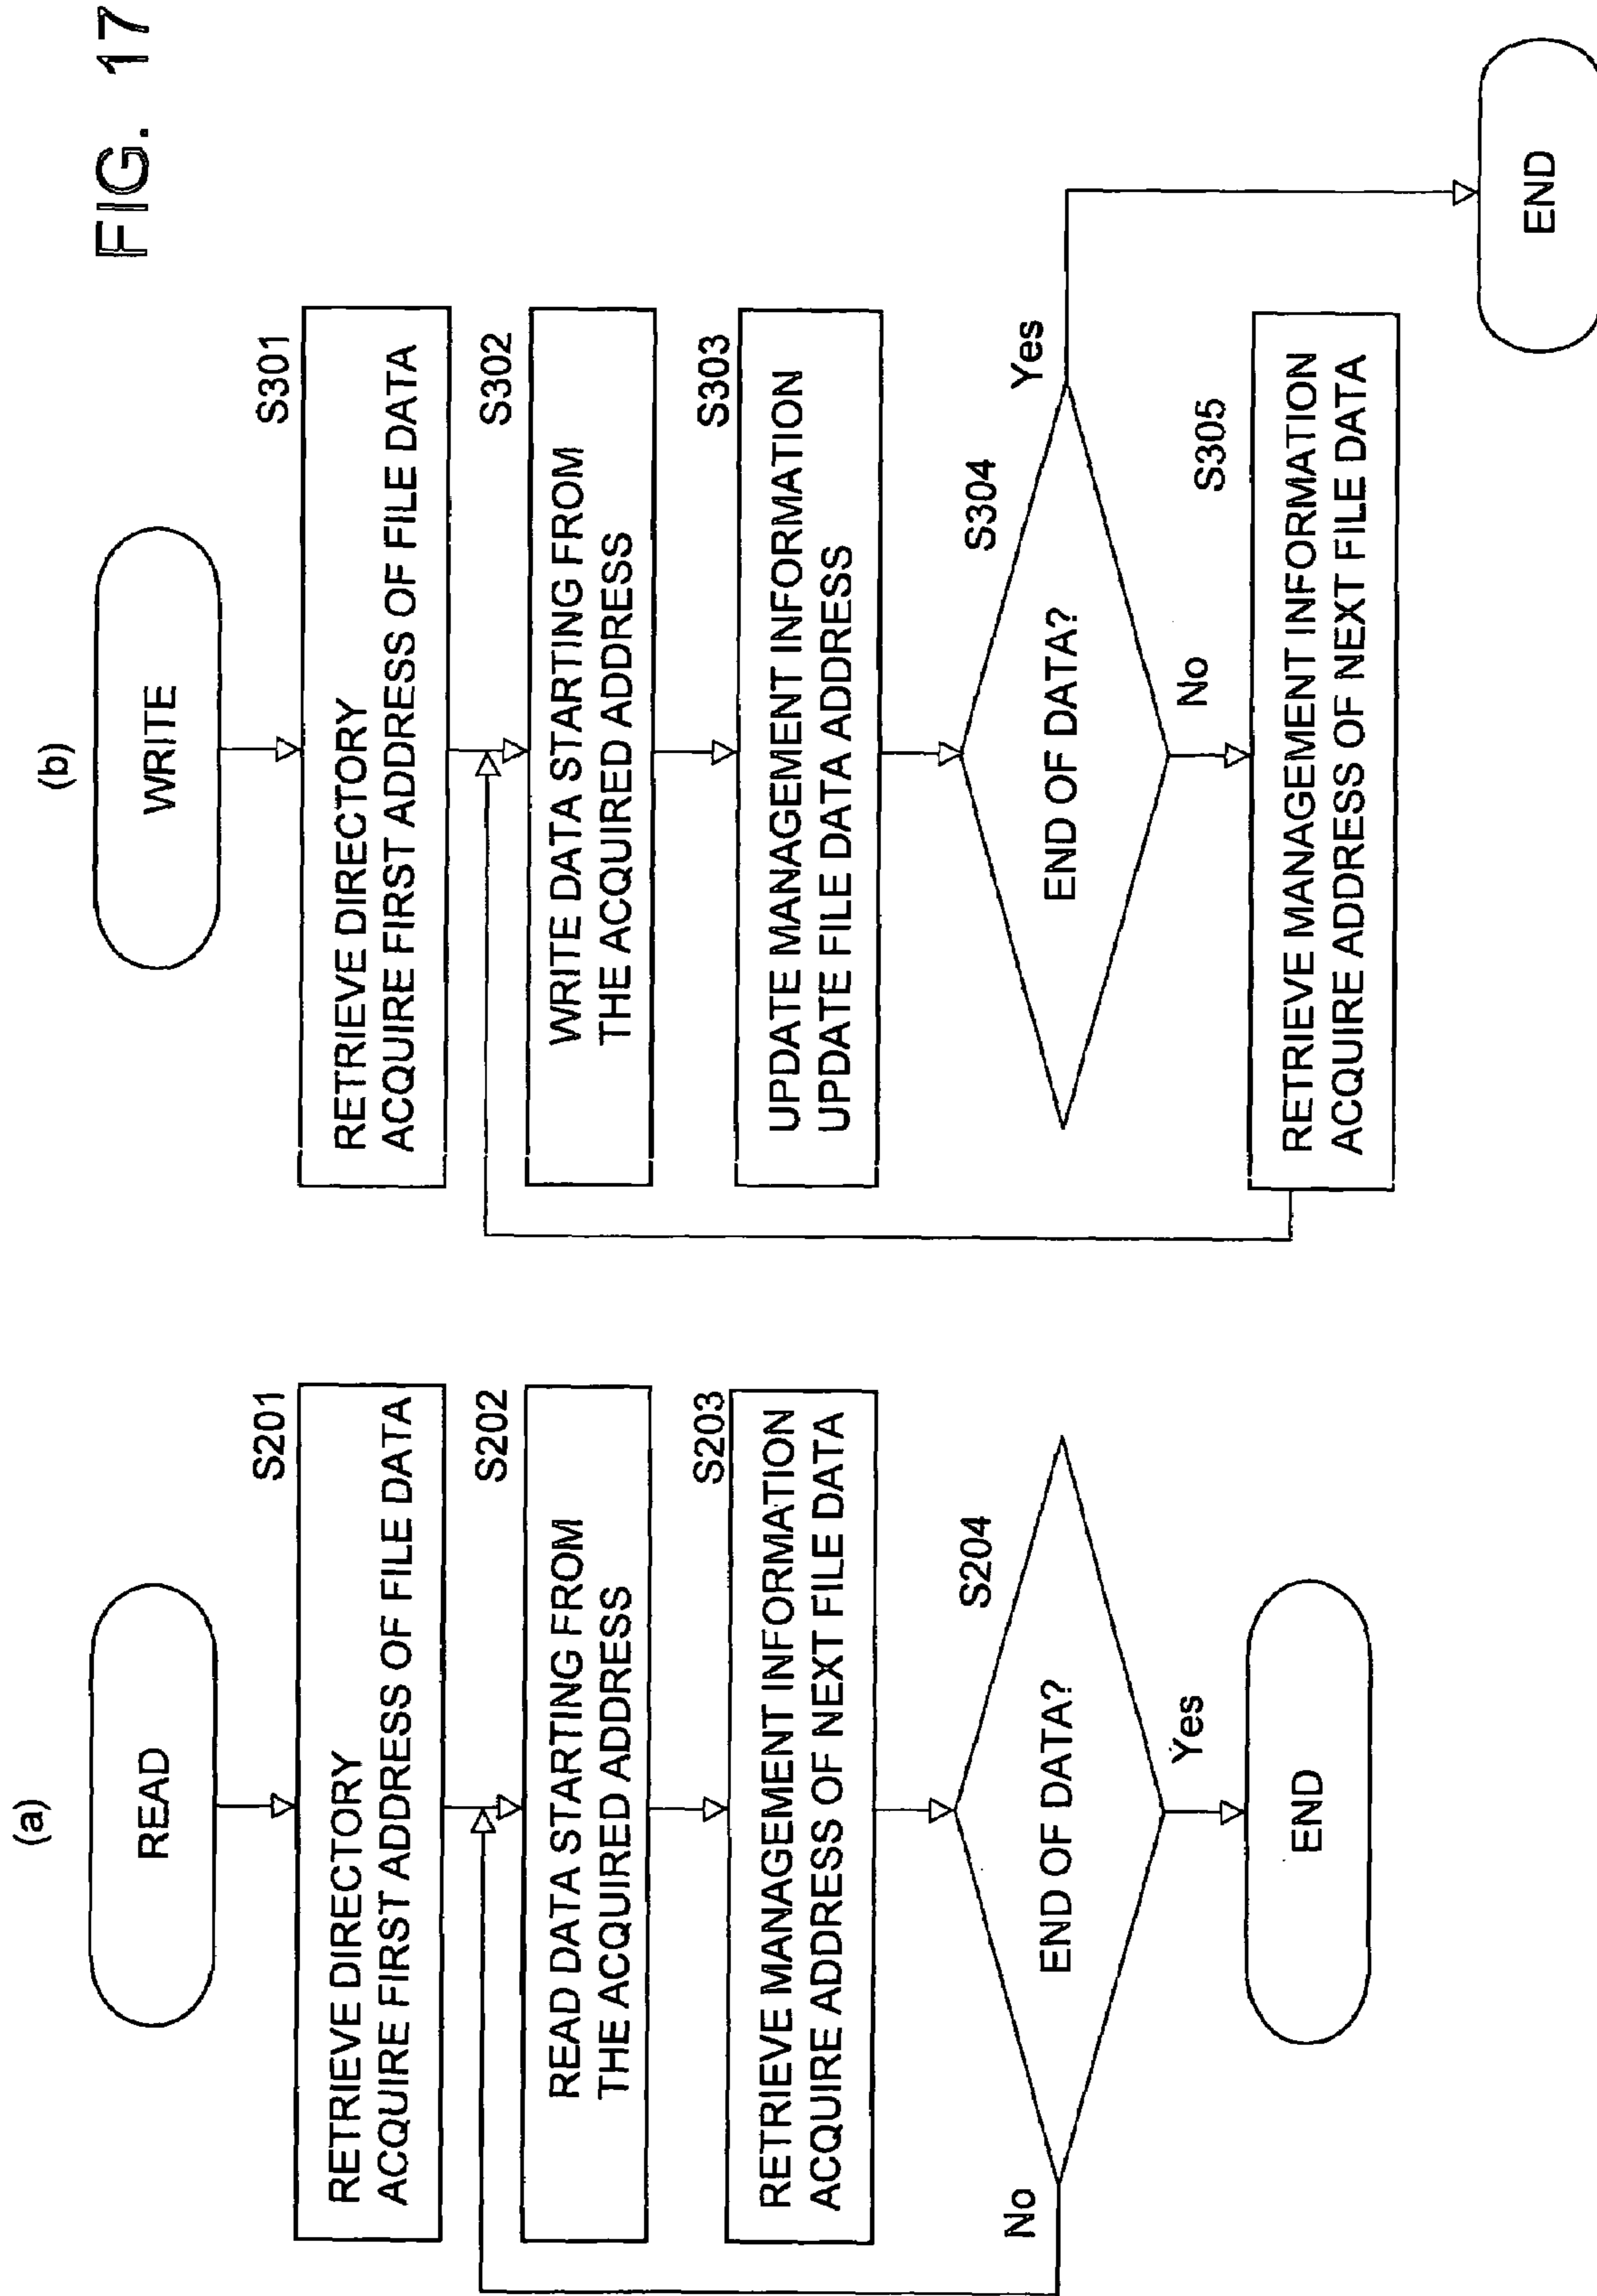 FIG. 17
(a)
READ
S201
RETRIEVE DIRECTORY
ACQUIRE FIRST ADDRESS OF FILE DATA
S202
READ DATA STARTING FROM
THE ACQUIRED ADDRESS
S203
RETRIEVE MANAGEMENT INFORMATION
ACQUIRE ADDRESS OF NEXT FILE DATA
S204
END OF DATA?
No
Yes
END
(b)
WRITE
S301
RETRIEVE DIRECTORY
ACQUIRE FIRST ADDRESS OF FILE DATA
S302
WRITE DATA STARTING FROM
THE ACQUIRED ADDRESS
S303
UPDATE MANAGEMENT INFORMATION
UPDATE FILE DATA ADDRESS
S304
END OF DATA?
Yes
No
S305
RETRIEVE MANAGEMENT INFORMATION
ACQUIRE ADDRESS OF NEXT FILE DATA
END